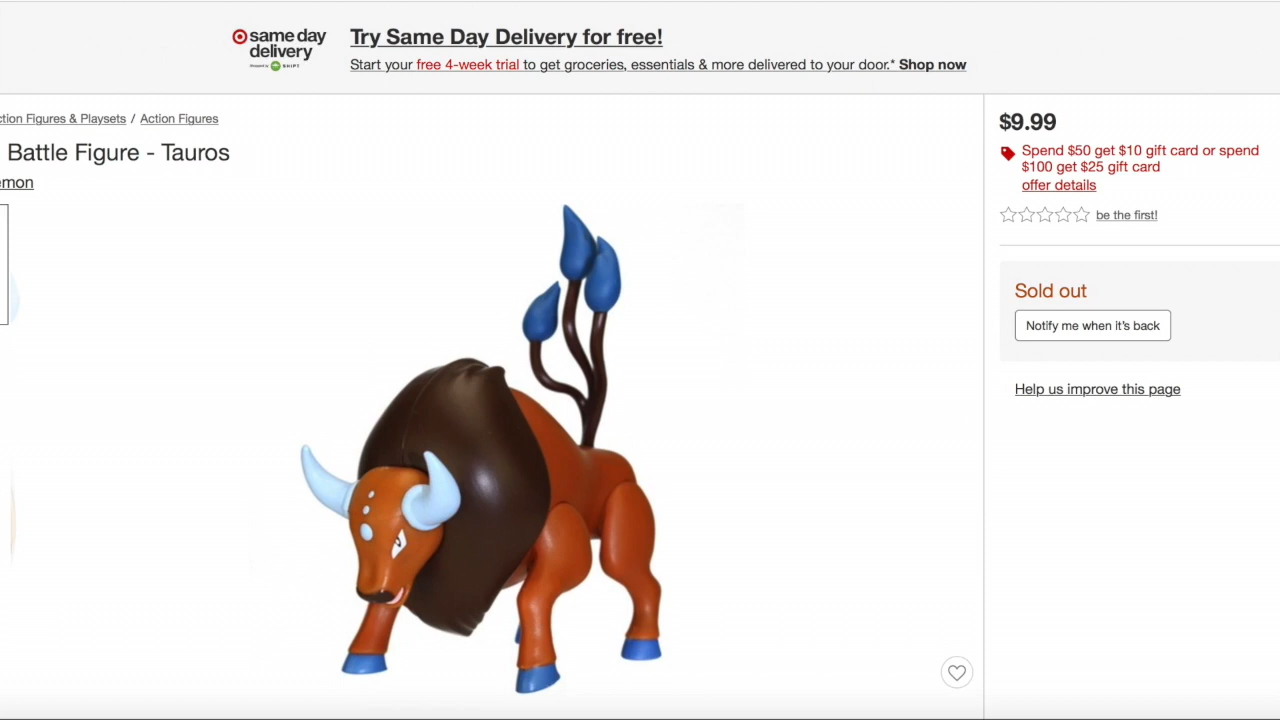 same day
delivery
SHIPT
Try Same Day Delivery for free!
Start your free 4-week trial to get groceries, essentials & more delivered to your door.* Shop now
ction Figures & Playsets / Action Figures
Battle Figure - Tauros
emon
$9.99
Spend $50 get $10 gift card or spend
$100 get $25 gift card
offer details
be the first!
Sold out
Notify me when it's back
Help us improve this page